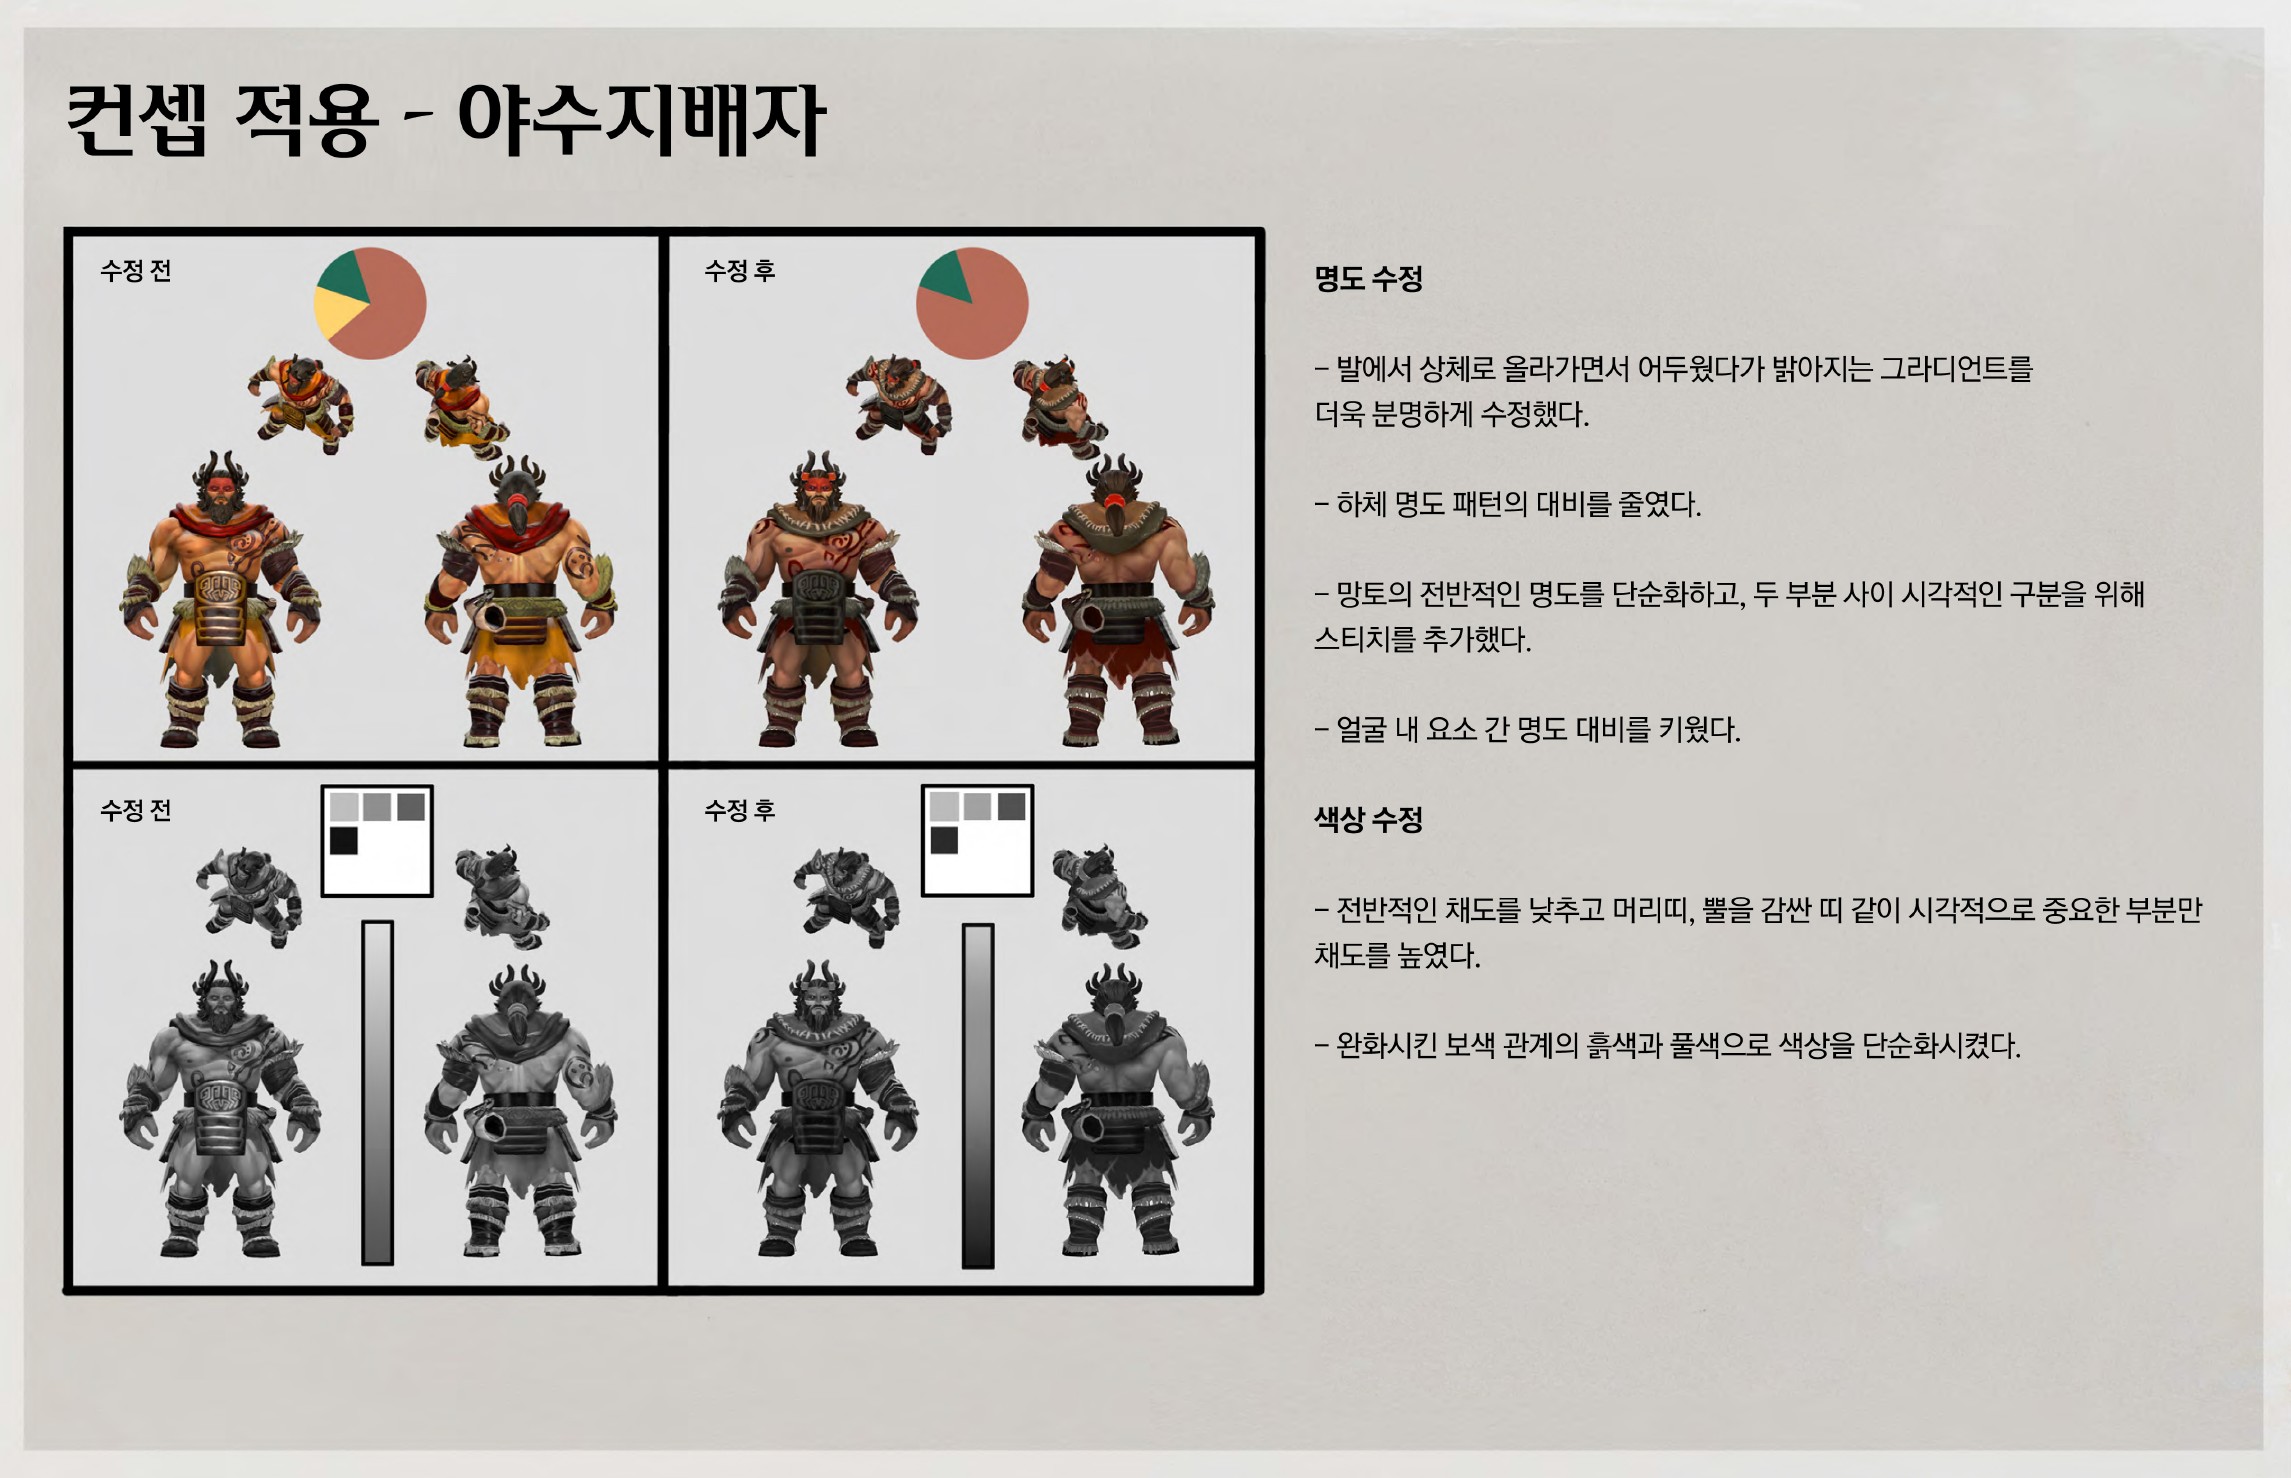 컨셉 적용 - 야수지배자
수정 전
수정 후
수정 전
수정 후
명도 수정
– 발에서 상체로 올라가면서 어두웠다가 밝아지는 그라디언트를
더욱 분명하게 수정했다.
– 하체 명도 패턴의 대비를 줄였다.
– 망토의 전반적인 명도를 단순화하고, 두 부분 사이 시각적인 구분을 위해
스티치를 추가했다.
– 얼굴 내 요소 간 명도 대비를 키웠다.
색상 수정
– 전반적인 채도를 낮추고 머리띠, 뿔을 감싼 띠 같이 시각적으로 중요한 부분만
채도를 높였다.
– 완화시킨 보색 관계의 흙색과 풀색으로 색상을 단순화시켰다.